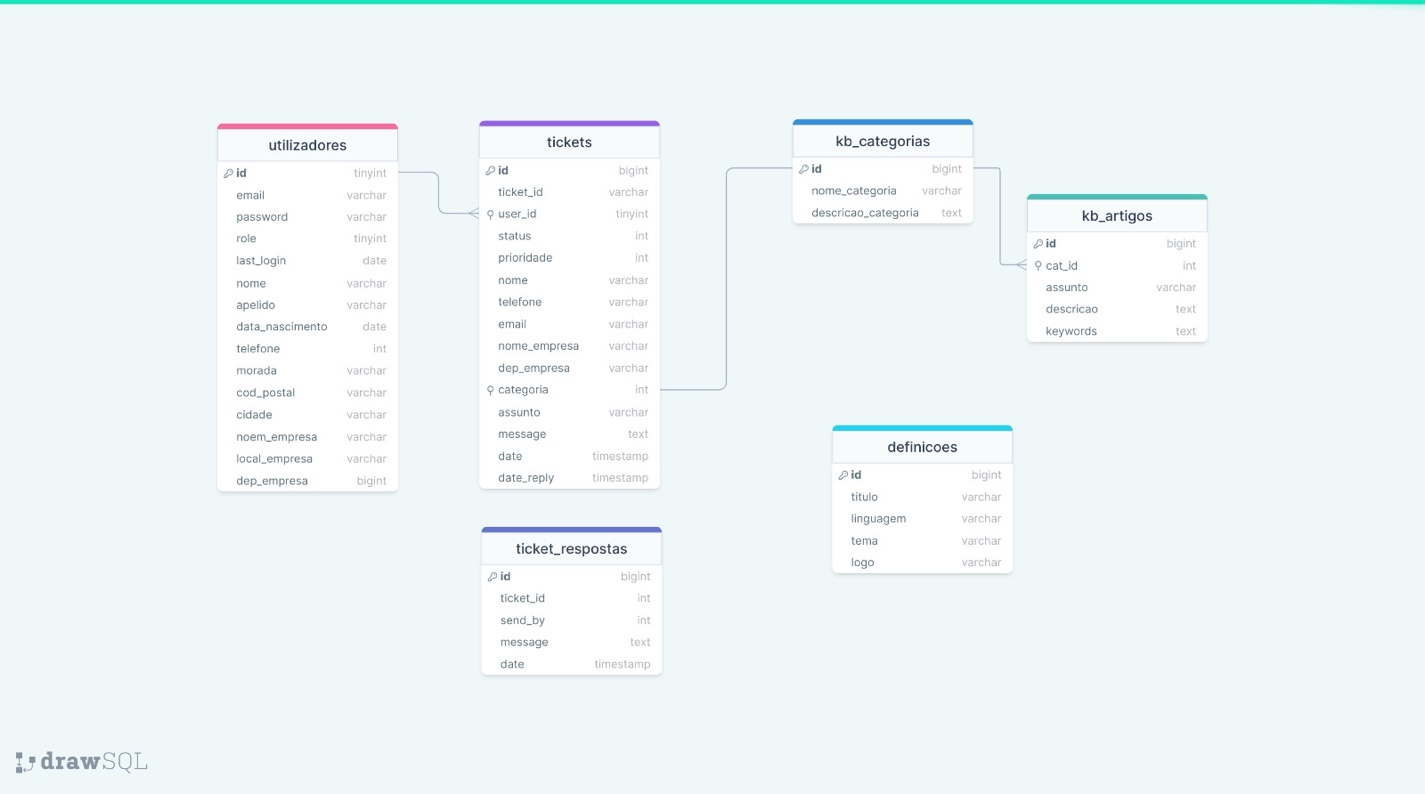 utilizadores
id tinyint
email varchar
password varchar
role tinyint
last_login date
nome varchar
apelido varchar
data_nascimento date
telefone int
morada varchar
cod_postal varchar
cidade varchar
noem_empresa varchar
local_empresa varchar
dep_empresa bigint
tickets
id bigint
ticket_id varchar
user_id tinyint
status int
prioridade int
nome varchar
telefone varchar
email varchar
nome_empresa varchar
dep_empresa varchar
categoria int
assunto varchar
message text
date timestamp
date_reply timestamp
kb_categorias
id bigint
nome_categoria varchar
descricao_categoria text
kb_artigos
id bigint
cat_id int
assunto varchar
descricao text
keywords text
definicoes
id bigint
titulo varchar
linguagem varchar
tema varchar
logo varchar
ticket_respostas
id bigint
ticket_id int
send_by int
message text
date timestamp
drawSQL